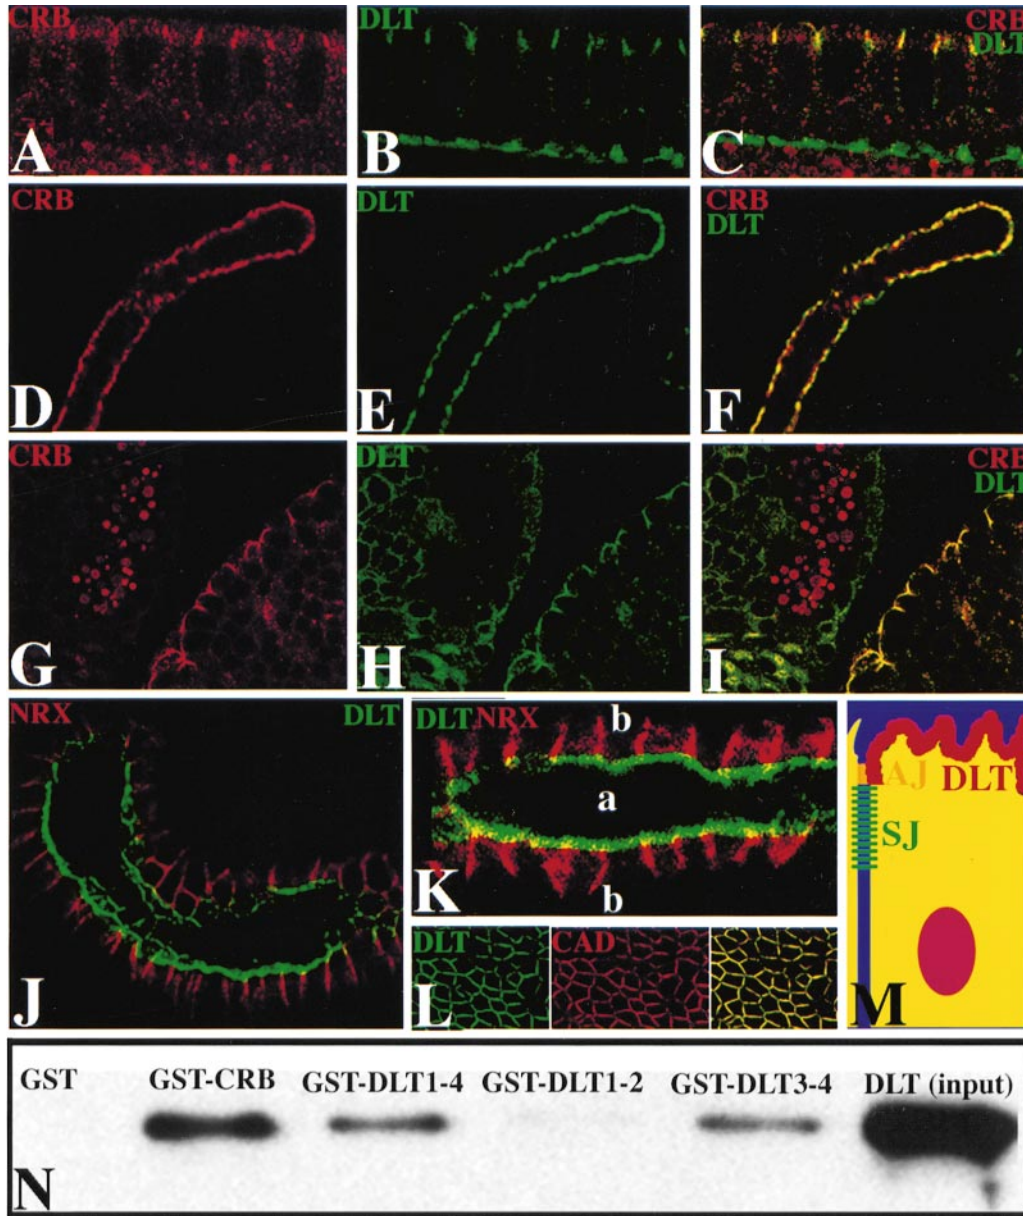 CRB
A
DLT
B
CRB
DLT
C
CRB
D
DLT
E
CRB
DLT
F
CRB
G
DLT
H
CRB
DLT
I
NRX
DLT
J
DLT NRX
b
a
b
K
DLT
CAD
L
AJ
DLT
SJ
M
GST
GST-CRB
GST-DLT1-4
GST-DLT1-2
GST-DLT3-4
DLT (input)
N